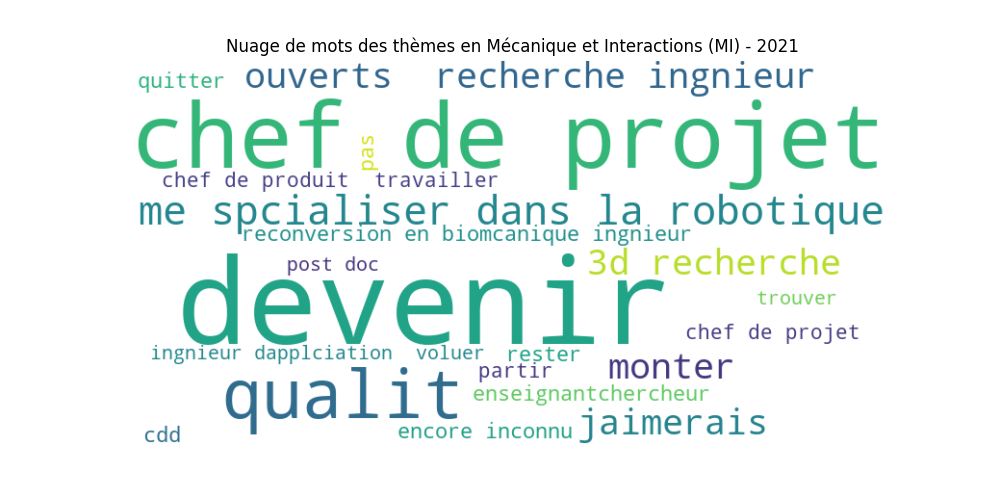 Nuage de mots des thèmes en Mécanique et Interactions (MI) - 2021
quitter ouverts recherche ingnieur
chef de projet
pas
chef de produit travailler
me spcialiser dans la robotique
reconversion en biomcanique ingnieur
post doc 3d recherche
devenir
trouver
chef de projet
ingnieur dapplciation voluer rester
partir monter
qualit
enseignantchercheur
cdd encore inconnu jaimerais